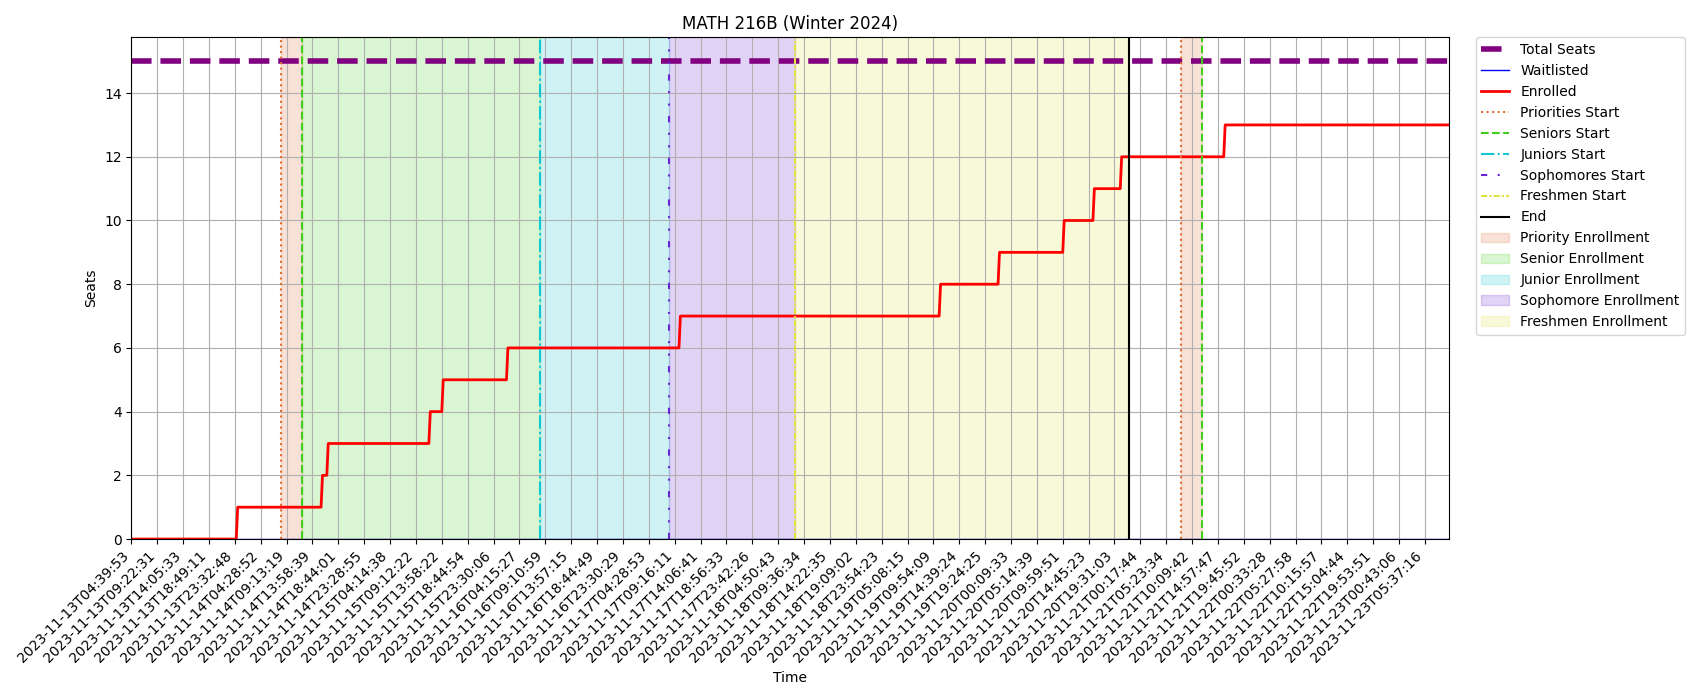 MATH 216B (Winter 2024)
Seats
14
12
10
8
6
4
2
0
2023-11-13T04:39:53
2023-11-13T09:22:31
2023-11-13T14:05:33
2023-11-13T18:49:11
2023-11-13T23:32:48
2023-11-14T04:28:52
2023-11-14T09:13:19
2023-11-14T13:58:39
2023-11-14T18:44:01
2023-11-14T23:28:55
2023-11-15T04:14:38
2023-11-15T09:12:22
2023-11-15T13:58:22
2023-11-15T18:44:54
2023-11-15T23:30:06
2023-11-16T04:15:27
2023-11-16T09:10:59
2023-11-16T13:57:15
2023-11-16T18:44:49
2023-11-16T23:30:29
2023-11-17T04:28:53
2023-11-17T09:16:11
2023-11-17T14:06:41
2023-11-17T18:56:33
2023-11-17T23:42:26
2023-11-18T04:50:43
2023-11-18T09:36:34
2023-11-18T14:22:35
2023-11-18T19:09:02
2023-11-18T23:54:23
2023-11-19T05:08:15
2023-11-19T09:54:09
2023-11-19T14:39:24
2023-11-19T19:24:25
2023-11-20T00:09:33
2023-11-20T05:14:39
2023-11-20T09:59:51
2023-11-20T14:45:23
2023-11-20T19:31:03
2023-11-21T00:17:44
2023-11-21T05:23:34
2023-11-21T10:09:42
2023-11-21T14:57:47
2023-11-21T19:45:52
2023-11-22T00:33:28
2023-11-22T05:27:58
2023-11-22T10:15:57
2023-11-22T15:04:44
2023-11-22T19:53:51
2023-11-23T00:43:06
2023-11-23T05:37:16
Time
Total Seats
Waitlisted
Enrolled
Priorities Start
Seniors Start
Juniors Start
Sophomores Start
Freshmen Start
End
Priority Enrollment
Senior Enrollment
Junior Enrollment
Sophomore Enrollment
Freshmen Enrollment